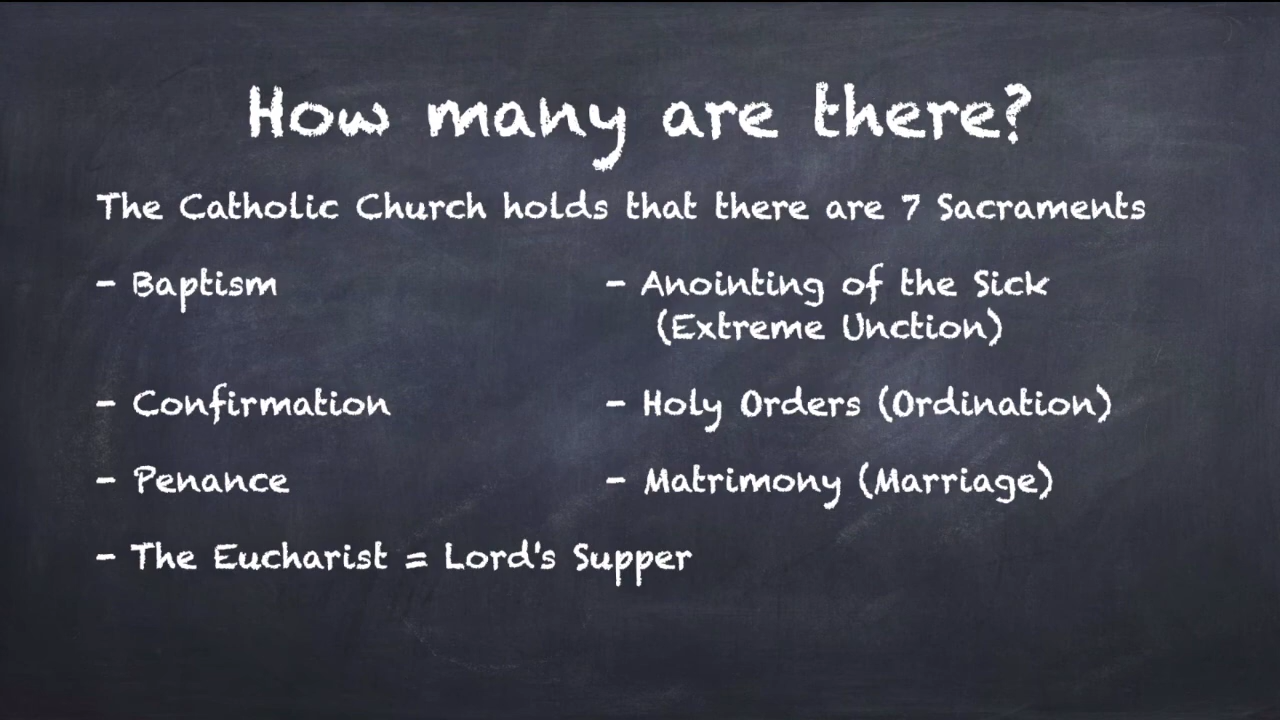 How many are there?
The Catholic Church holds that there are 7 Sacraments
- Baptism
- Confirmation
- Penance
- The Eucharist = Lord's Supper
- Anointing of the Sick
(Extreme Unction)
- Holy Orders (Ordination)
- Matrimony (Marriage)